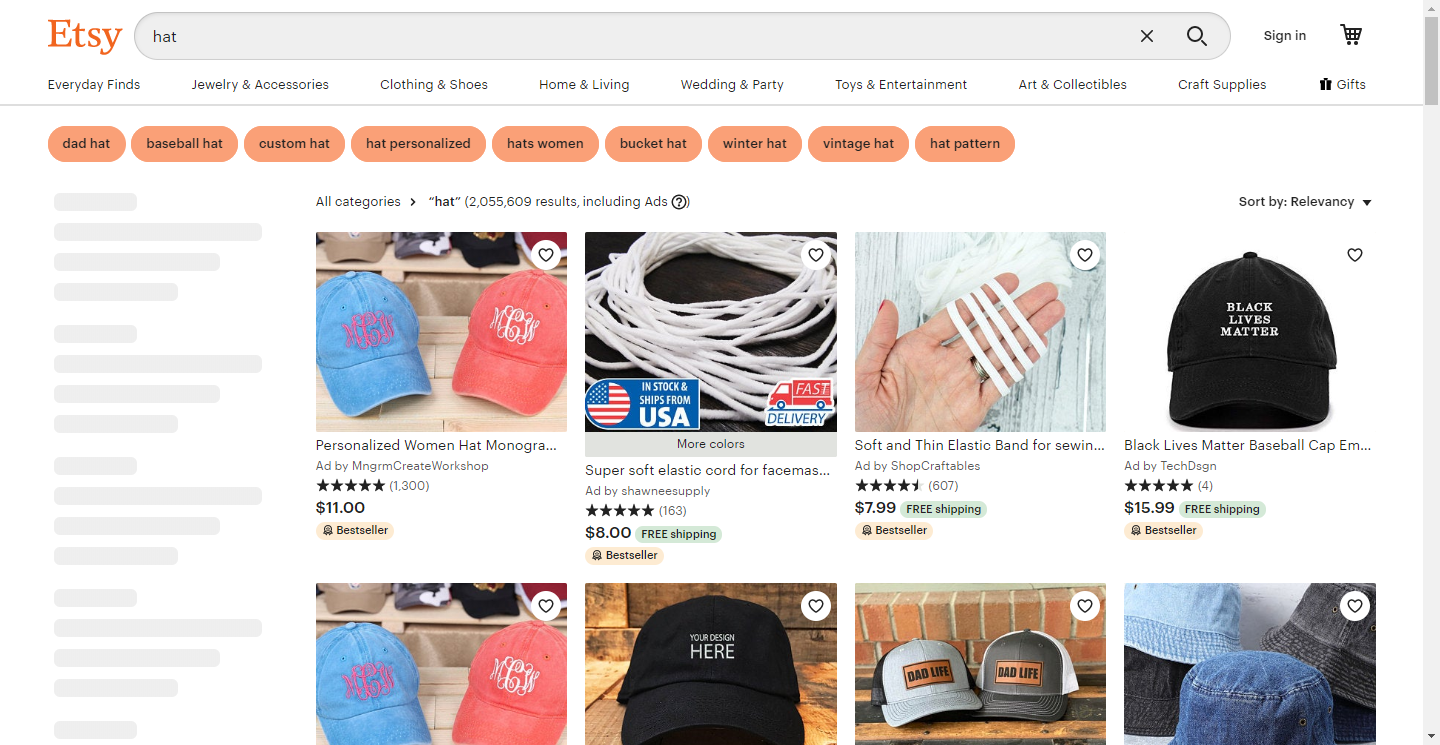 Etsy
hat
Sign in
Everyday Finds
Jewelry & Accessories
Clothing & Shoes
Home & Living
Wedding & Party
Toys & Entertainment
Art & Collectibles
Craft Supplies
Gifts
dad hat
baseball hat
custom hat
hat personalized
hats women
bucket hat
winter hat
vintage hat
hat pattern
All categories
“hat” (2,055,609 results, including Ads ?)
Sort by: Relevancy
Personalized Women Hat Monogra...
Ad by MngrmCreateWorkshop
(1,300)
$11.00
Bestseller
IN STOCK &
SHIPS FROM
USA
FAST
DELIVERY
More colors
Super soft elastic cord for facemas...
Ad by shawneesupply
(163)
$8.00 FREE shipping
Bestseller
Soft and Thin Elastic Band for sewin...
Ad by ShopCraftables
(607)
$7.99 FREE shipping
Bestseller
BLACK
LIVES
MATTER
Black Lives Matter Baseball Cap Em...
Ad by TechDsgn
(4)
$15.99 FREE shipping
Bestseller
YOUR DESIGN
HERE
DAD LIFE
DAD LIFE